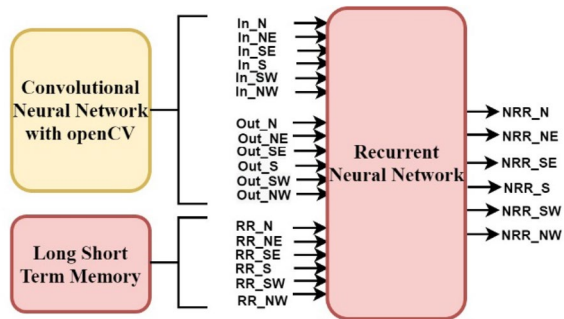 Convolutional
Neural Network
with openCV
In_N
In_NE
In_SE
In_S
In_SW
In_NW
Out_N
Out_NE
Out_SE
Out_S
Out_SW
Out_NW
Long Short
Term Memory
RR_N
RR_NE
RR_SE
RR_S
RR_SW
RR_NW
Recurrent
Neural Network
NRR_N
NRR_NE
NRR_SE
NRR_S
NRR_SW
NRR_NW